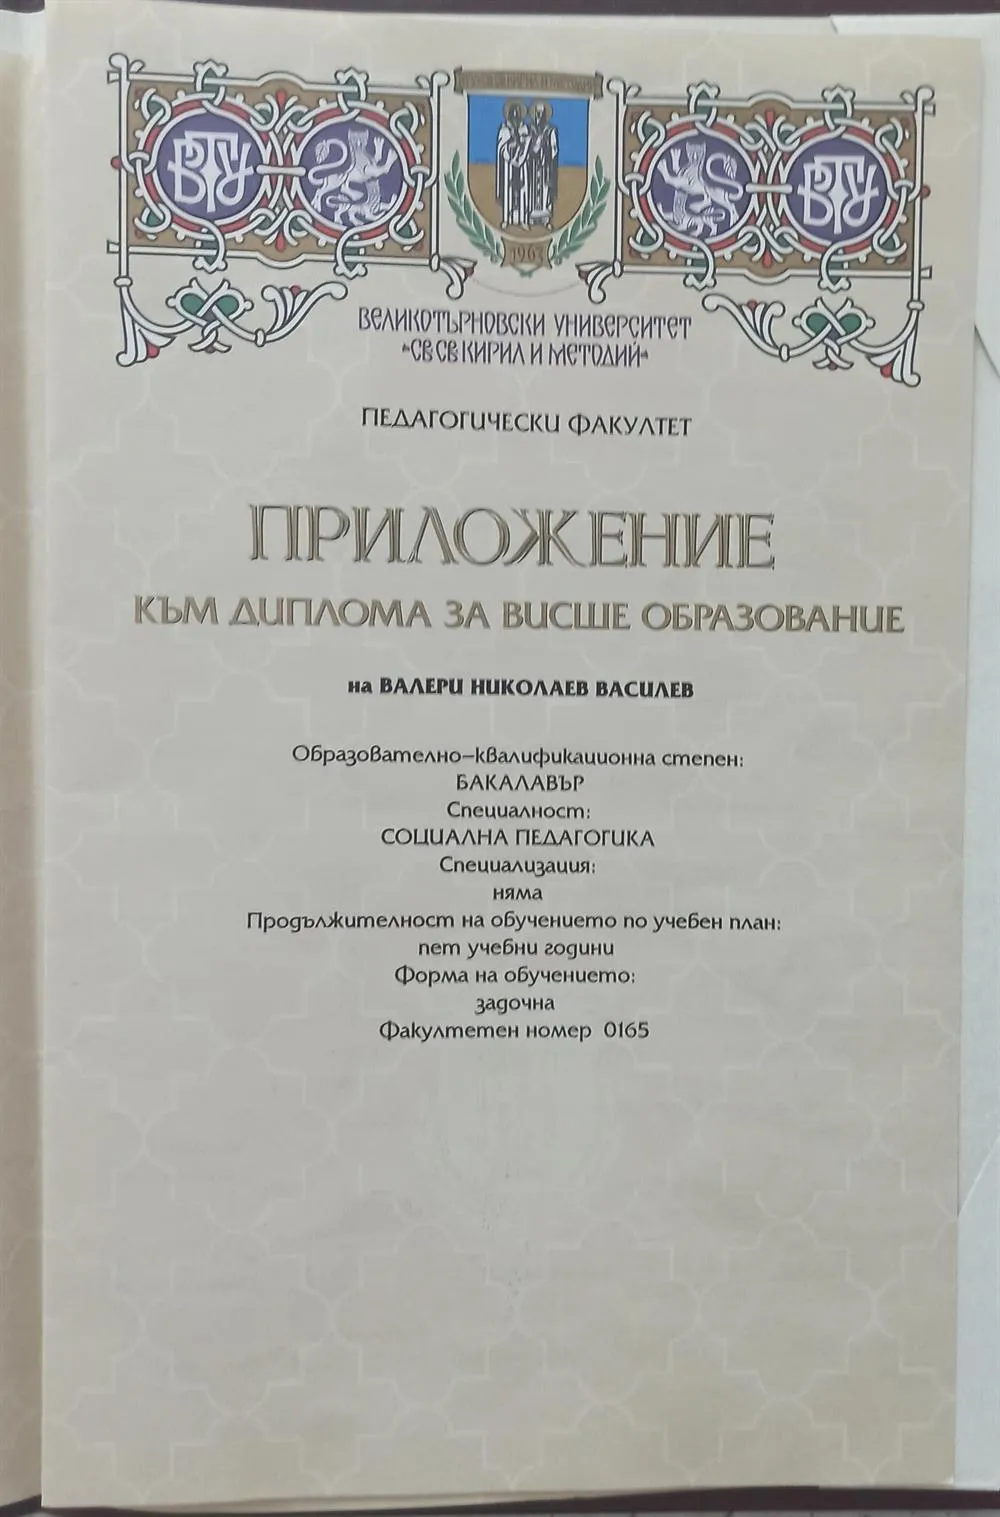 ВТУ
ВТУ
1963
ВЕЛИКОТЪРНОВСКИ УНИВЕРСИТЕТ
"СВ СВ КИРИЛ И МЕТОДИЙ"
ПЕДАГОГИЧЕСКИ ФАКУЛТЕТ
ПРИЛОЖЕНИЕ
КЪМ ДИПЛОМА ЗА ВИСШЕ ОБРАЗОВАНИЕ
на ВАЛЕРИ НИКОЛАЕВ ВАСИЛЕВ
Образователно-квалификационна степен:
БАКАЛАВЪР
Специалност:
СОЦИАЛНА ПЕДАГОГИКА
Специализация:
няма
Продължителност на обучението по учебен план:
пет учебни години
Форма на обучението:
задочна
Факултетен номер 0165